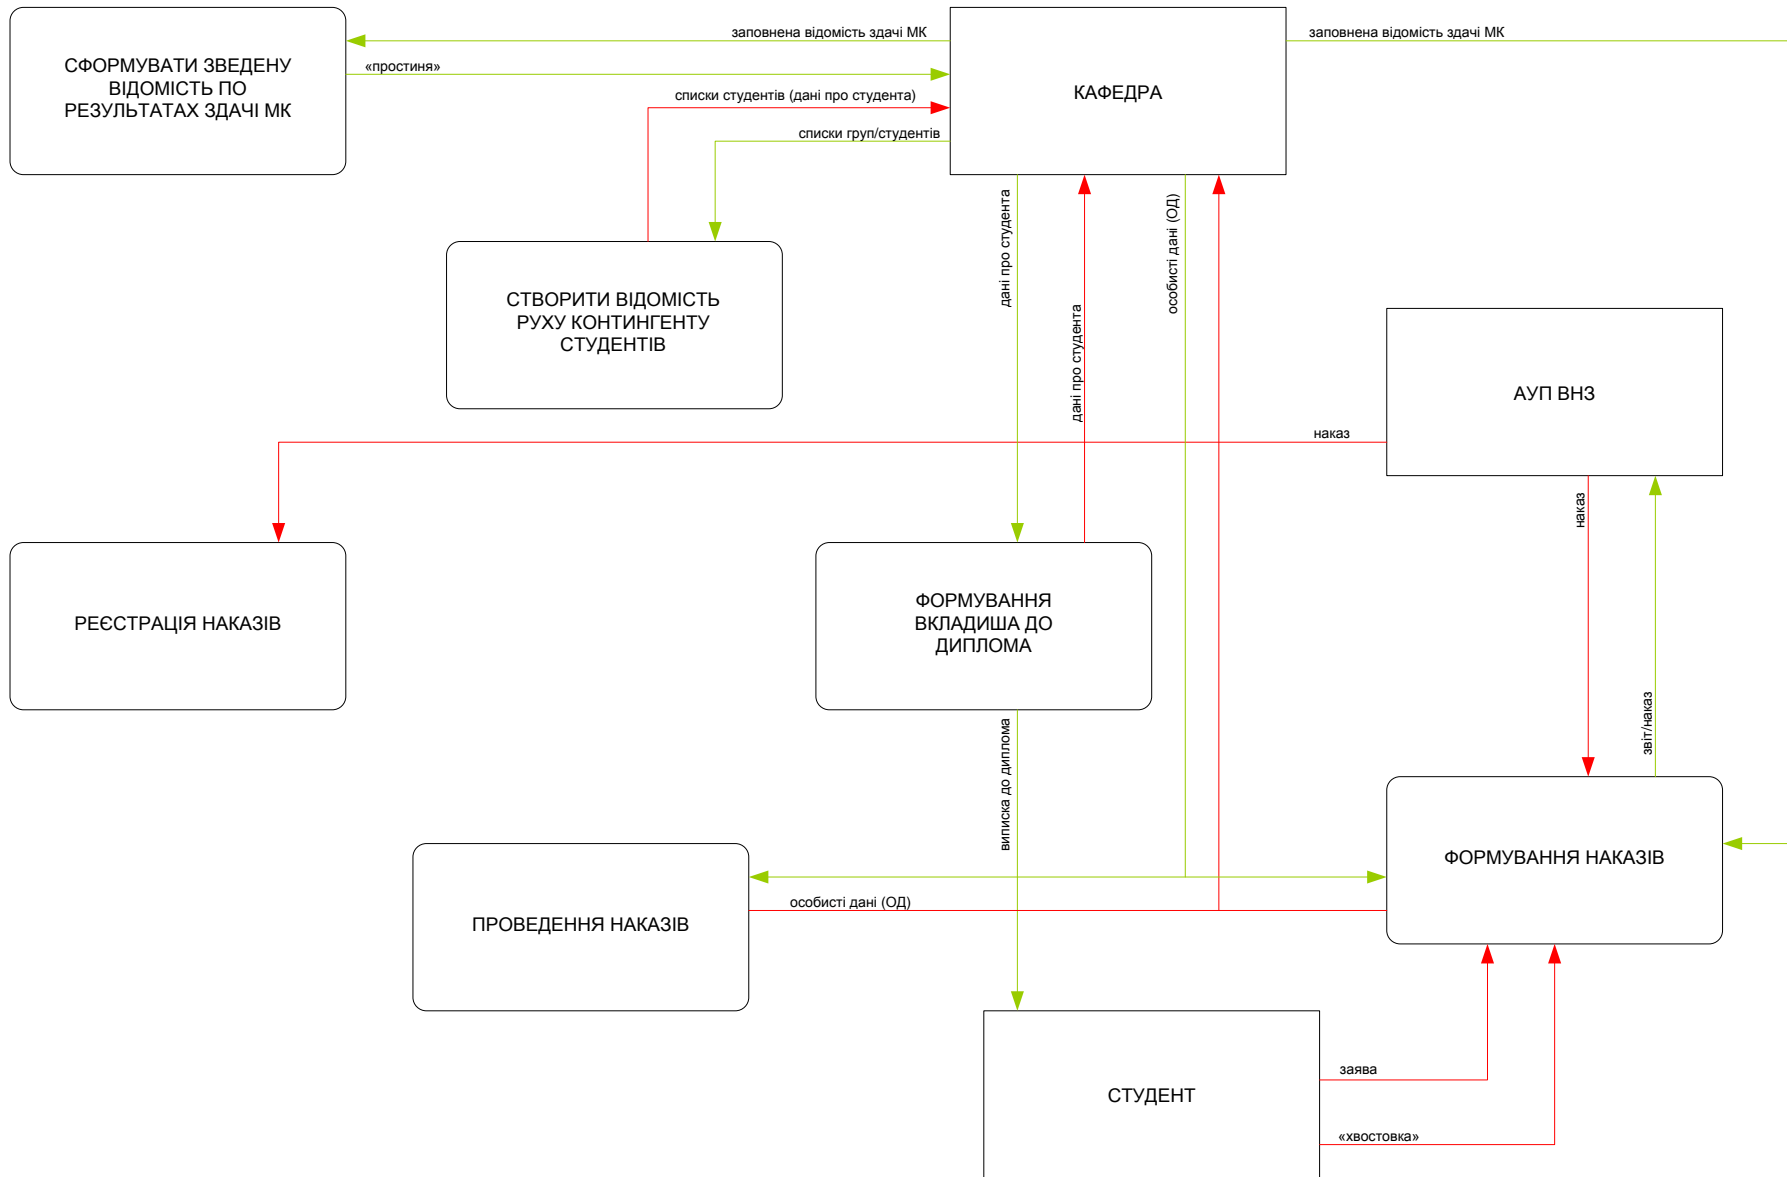 заповнена відомість здачі МК
заповнена відомість здачі МК
СФОРМУВАТИ ЗВЕДЕНУ
ВІДОМІСТЬ ПО
РЕЗУЛЬТАТАХ ЗДАЧІ МК
«простиня»
КАФЕДРА
списки студентів (дані про студента)
списки груп/студентів
дані про студента
особисті дані (ОД)
СТВОРИТИ ВІДОМІСТЬ
РУХУ КОНТИНГЕНТУ
СТУДЕНТІВ
дані про студента
АУП ВНЗ
наказ
наказ
РЕЄСТРАЦІЯ НАКАЗІВ
ФОРМУВАННЯ
ВКЛАДИША ДО
ДИПЛОМА
звіт/наказ
виписка до диплома
ФОРМУВАННЯ НАКАЗІВ
особисті дані (ОД)
ПРОВЕДЕННЯ НАКАЗІВ
заява
СТУДЕНТ
«хвостовка»